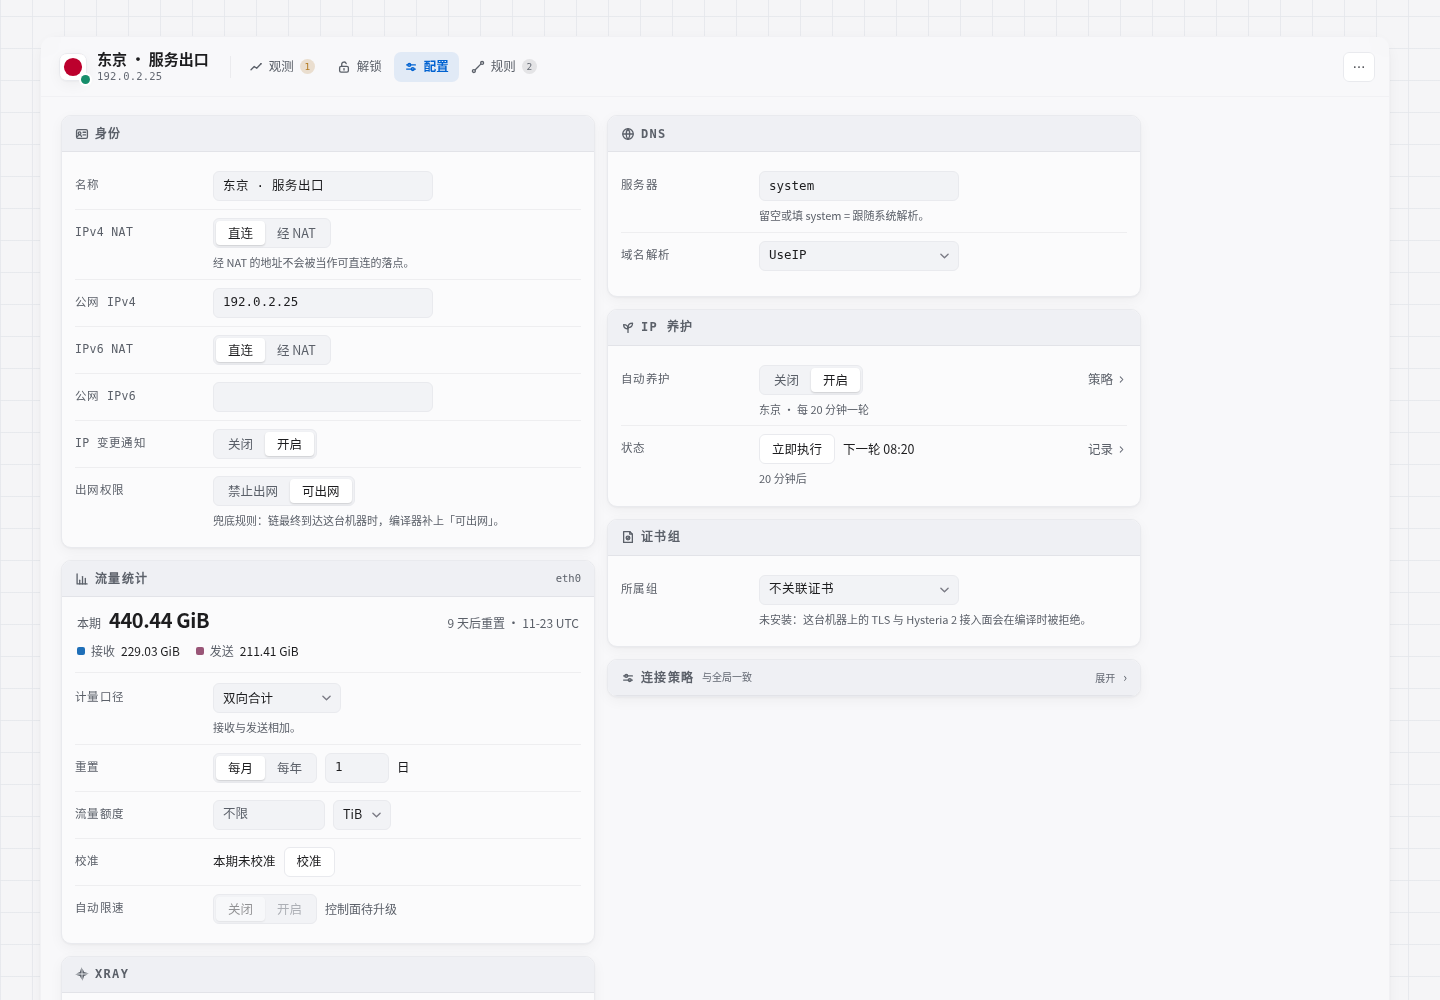 东京 · 服务出口
192.0.2.25
观测 1
解锁
配置
规则 2
···
身份
名称
东京 · 服务出口
IPv4 NAT
直连 经 NAT
经 NAT 的地址不会被当作可直连的落点。
公网 IPv4
192.0.2.25
IPv6 NAT
直连 经 NAT
公网 IPv6
IP 变更通知
关闭 开启
出网权限
禁止出网 可出网
兜底规则：链最终到达这台机器时，编译器补上「可出网」。
流量统计
eth0
本期 440.44 GiB
9 天后重置 · 11-23 UTC
接收 229.03 GiB 发送 211.41 GiB
计量口径
双向合计
接收与发送相加。
重置
每月 每年 1 日
流量额度
不限 TiB
校准
本期未校准 校准
自动限速
关闭 开启 控制面待升级
XRAY
DNS
服务器
system
留空或填 system = 跟随系统解析。
域名解析
UseIP
IP 养护
自动养护
关闭 开启
策略 ›
东京 · 每 20 分钟一轮
状态
立即执行 下一轮 08:20
记录 ›
20 分钟后
证书组
所属组
不关联证书
未安装：这台机器上的 TLS 与 Hysteria 2 接入面会在编译时被拒绝。
连接策略 与全局一致
展开 ›